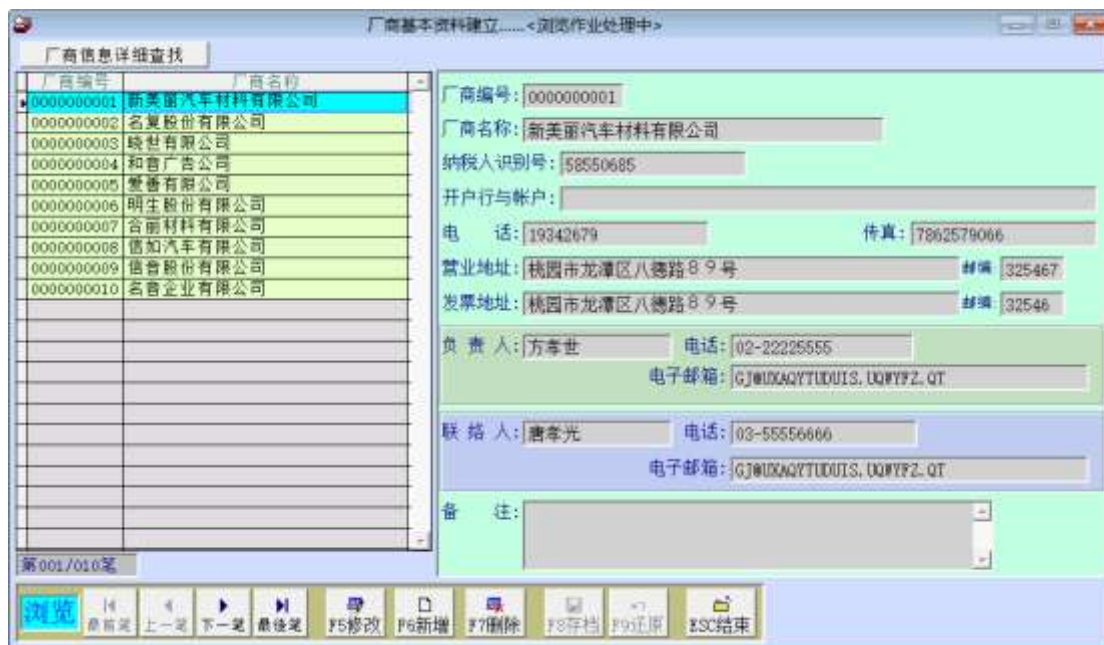 厂商基本资料建立......<浏览作业处理中>
厂商信息详细查找
厂商编号 厂商名称
0000000001 新美丽汽车材料有限公司
0000000002 名复股份有限公司
0000000003 晓世有限公司
0000000004 和音广告公司
0000000005 爱香有限公司
0000000006 明生股份有限公司
0000000007 合丽材料有限公司
0000000008 信如汽车有限公司
0000000009 信音股份有限公司
0000000010 名音企业有限公司
第001/010笔
厂商编号: 0000000001
厂商名称: 新美丽汽车材料有限公司
纳税人识别号: 58550685
开户行与帐户:
电 话: 19342679 传真: 7862579066
营业地址: 桃园市龙潭区八德路８９号 邮编 325467
发票地址: 桃园市龙潭区八德路８９号 邮编 32546
负 责 人: 方孝世 电话: 02-22225555
电子邮箱: GJWUXAQYTUDUIS.UQWYFZ.QT
联 络 人: 唐孝光 电话: 03-55556666
电子邮箱: GJWUXAQYTUDUIS.UQWYFZ.QT
备 注:
浏览 最前笔 上一笔 下一笔 最後笔 F5修改 F6新增 F7删除 F8存档 F9还原 ESC结束